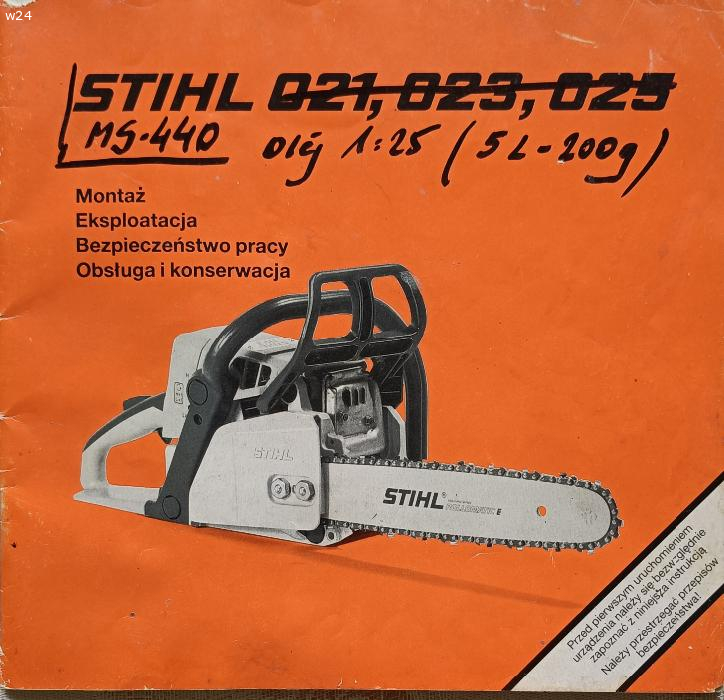 w24
STIHL 021, 023, 025
MS-440 Olej 1:25 (5L-200g)
Montaż
Eksploatacja
Bezpieczeństwo pracy
Obsługa i konserwacja
STIHL
STIHL®
ROLLOMATIC E
Przed pierwszym uruchomieniem
urządzenia należy się bezwzględnie
zapoznać z niniejszą instrukcją
Należy przestrzegać przepisów
bezpieczeństwa!